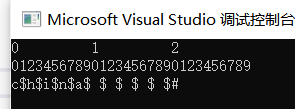 Microsoft Visual Studio 调试控制台
0         1         2
012345678901234567890123456789
c$h$i$n$a$ $ $ $ $ $#